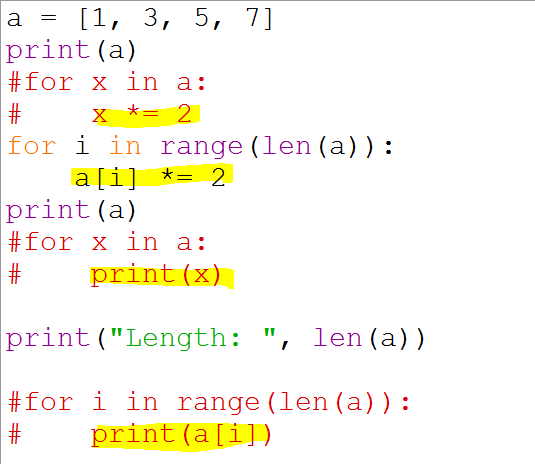 a = [1, 3, 5, 7]
print(a)
#for x in a:
#    x *= 2
for i in range(len(a)):
    a[i] *= 2
print(a)
#for x in a:
#    print(x)
print("Length: ", len(a))
#for i in range(len(a)):
#    print(a[i])